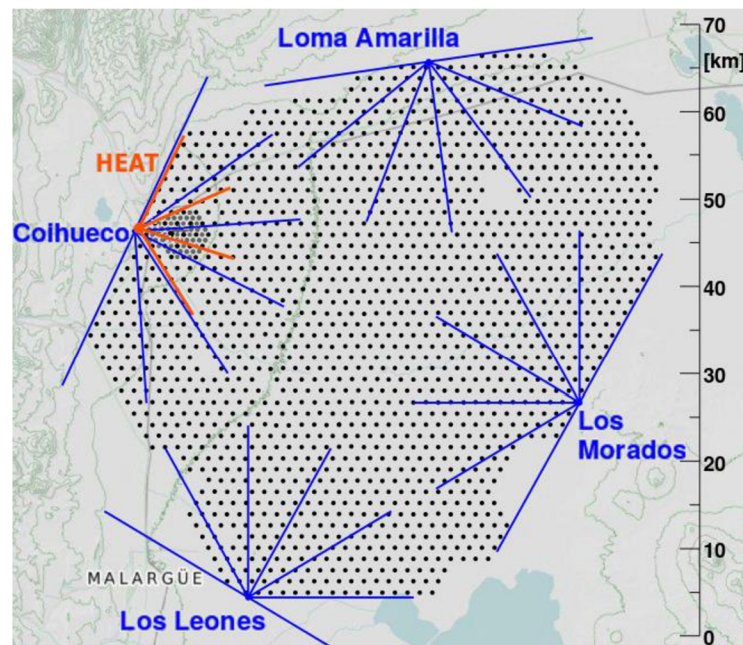 Loma Amarilla
70
[km]
60
HEAT
50
Coihueco
40
30
Los
Morados
20
10
MALARGÜE
Los Leones
0